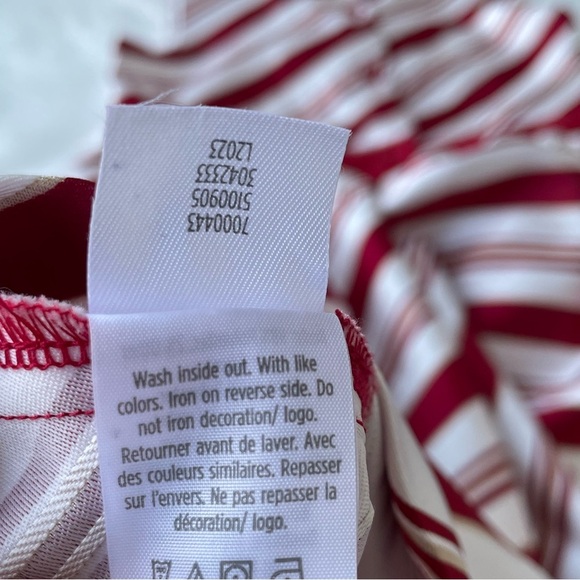 7000443
5100905
3042333
L2023
Wash inside out. With like
colors. Iron on reverse side. Do
not iron decoration/ logo.
Retourner avant de laver. Avec
des couleurs similaires. Repasser
sur l'envers. Ne pas repasser la
décoration/ logo.